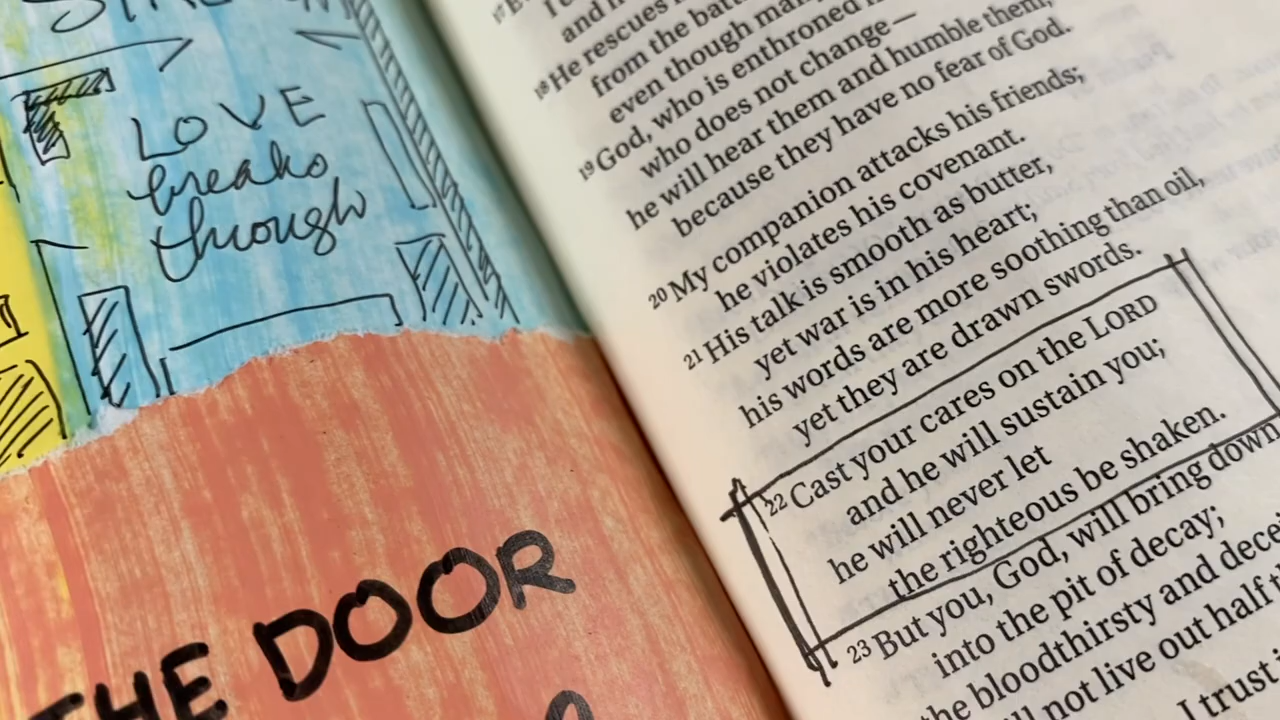 LOVE
breaks
through
THE DOOR
and h
18 He rescues
from the batt
even though man
19 God, who is enthroned
who does not change—
he will hear them and humble them,
because they have no fear of God.
20 My companion attacks his friends;
he violates his covenant.
21 His talk is smooth as butter,
yet war is in his heart;
his words are more soothing than oil,
yet they are drawn swords.
22 Cast your cares on the LORD
and he will sustain you;
he will never let
the righteous be shaken.
23 But you, God, will bring down
into the pit of decay;
the bloodthirsty and dece
not live out half t
I trust i